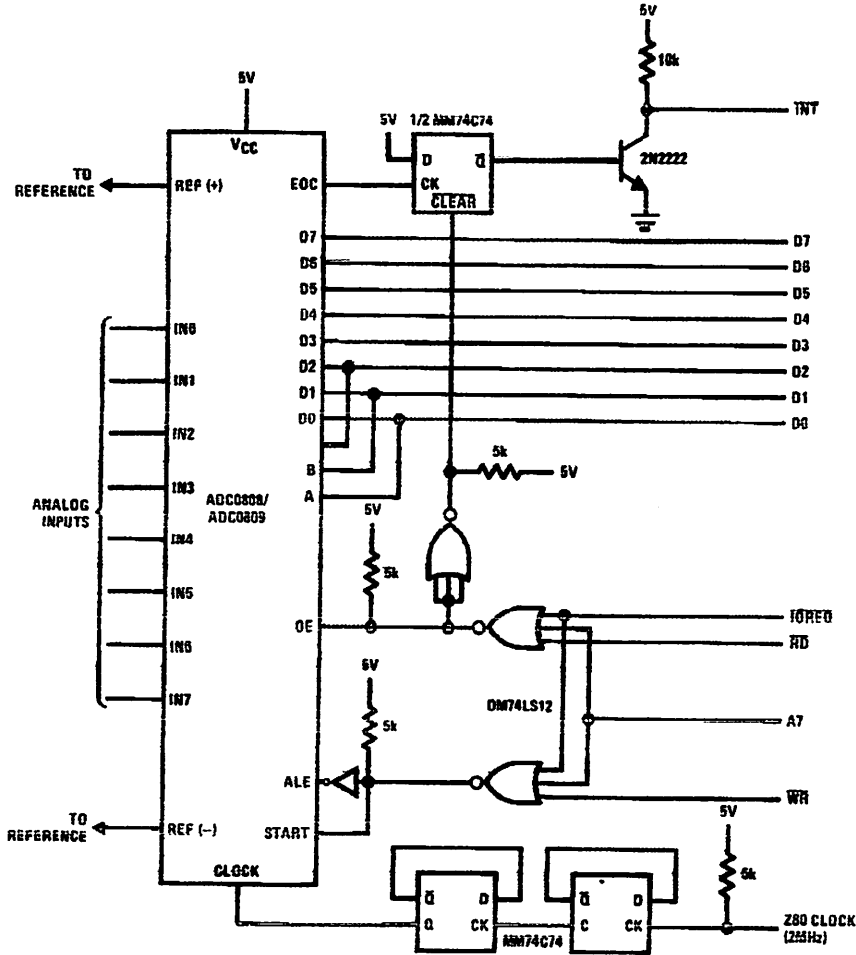 5V
10k
INT
5V
VCC
5V
1/2 MM74C74
D
Q
CK
CLEAR
2N2222
TO
REFERENCE
REF (+)
EOC
D7
D7
D6
D6
D5
D5
D4
D4
D3
D3
D2
D2
D1
D1
D0
D0
IN0
IN1
IN2
IN3
IN4
IN5
IN6
IN7
ANALOG
INPUTS
ADC0808/
ADC0809
B
A
5k
5V
5V
5k
OE
IOREQ
RD
DM74LS12
A7
5V
5k
ALE
WR
START
TO
REFERENCE
REF (–)
CLOCK
Q
D
Q
CK
MM74C74
Q
D
C
CK
5V
5k
Z80 CLOCK
(2MHz)